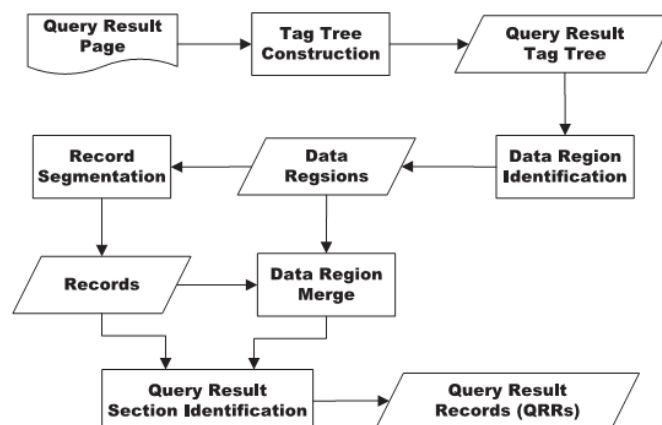 Query Result
Page
Tag Tree
Construction
Query Result
Tag Tree
Record
Segmentation
Data
Regsions
Data Region
Identification
Records
Data Region
Merge
Query Result
Section Identification
Query Result
Records (QRRs)